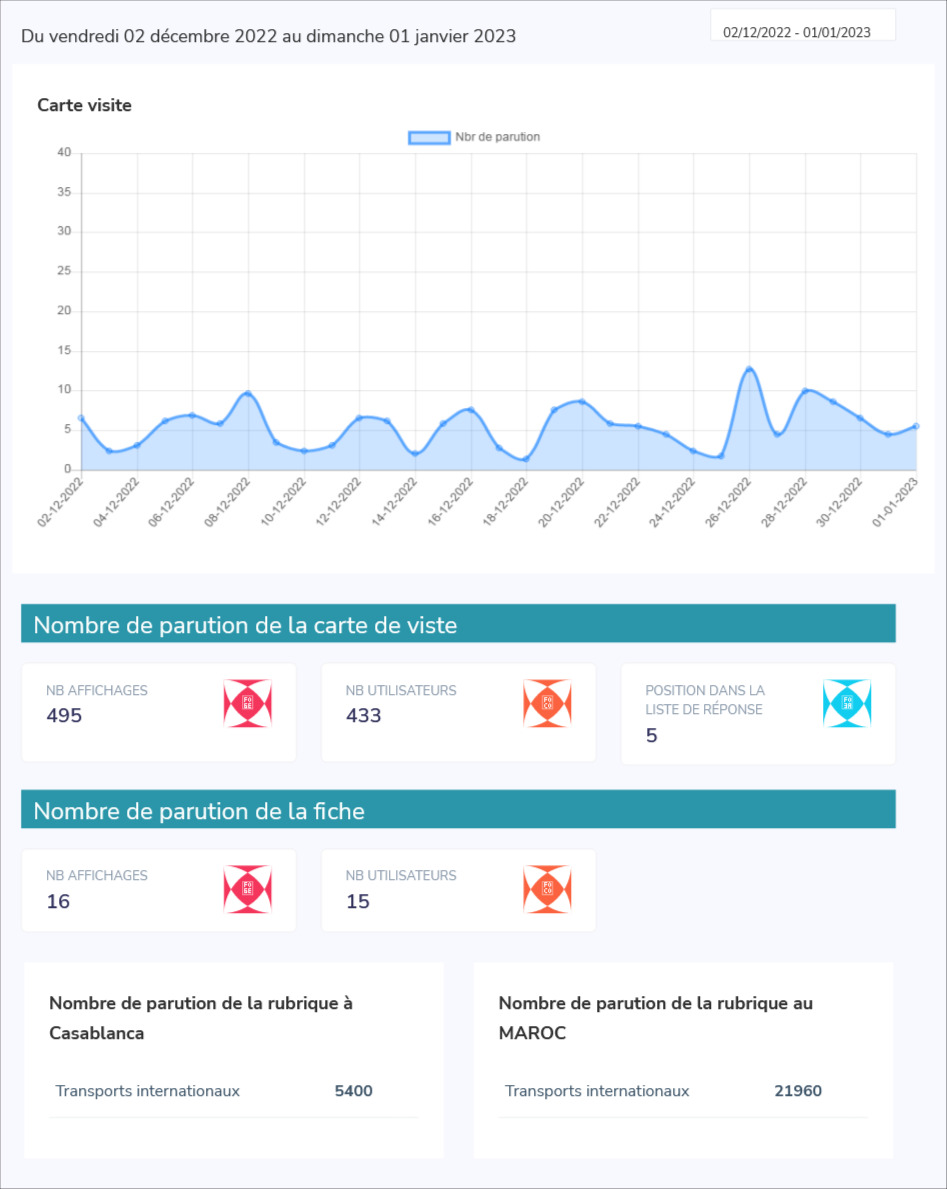 Du vendredi 02 décembre 2022 au dimanche 01 janvier 2023
02/12/2022 - 01/01/2023
Carte visite
Nbr de parution
40
35
30
25
20
15
10
5
0
02-12-2022
04-12-2022
06-12-2022
08-12-2022
10-12-2022
12-12-2022
14-12-2022
16-12-2022
18-12-2022
20-12-2022
22-12-2022
24-12-2022
26-12-2022
28-12-2022
30-12-2022
01-01-2023
Nombre de parution de la carte de viste
NB AFFICHAGES
495
NB UTILISATEURS
433
POSITION DANS LA
LISTE DE RÉPONSE
5
Nombre de parution de la fiche
NB AFFICHAGES
16
NB UTILISATEURS
15
Nombre de parution de la rubrique à
Casablanca
Transports internationaux 5400
Nombre de parution de la rubrique au
MAROC
Transports internationaux 21960